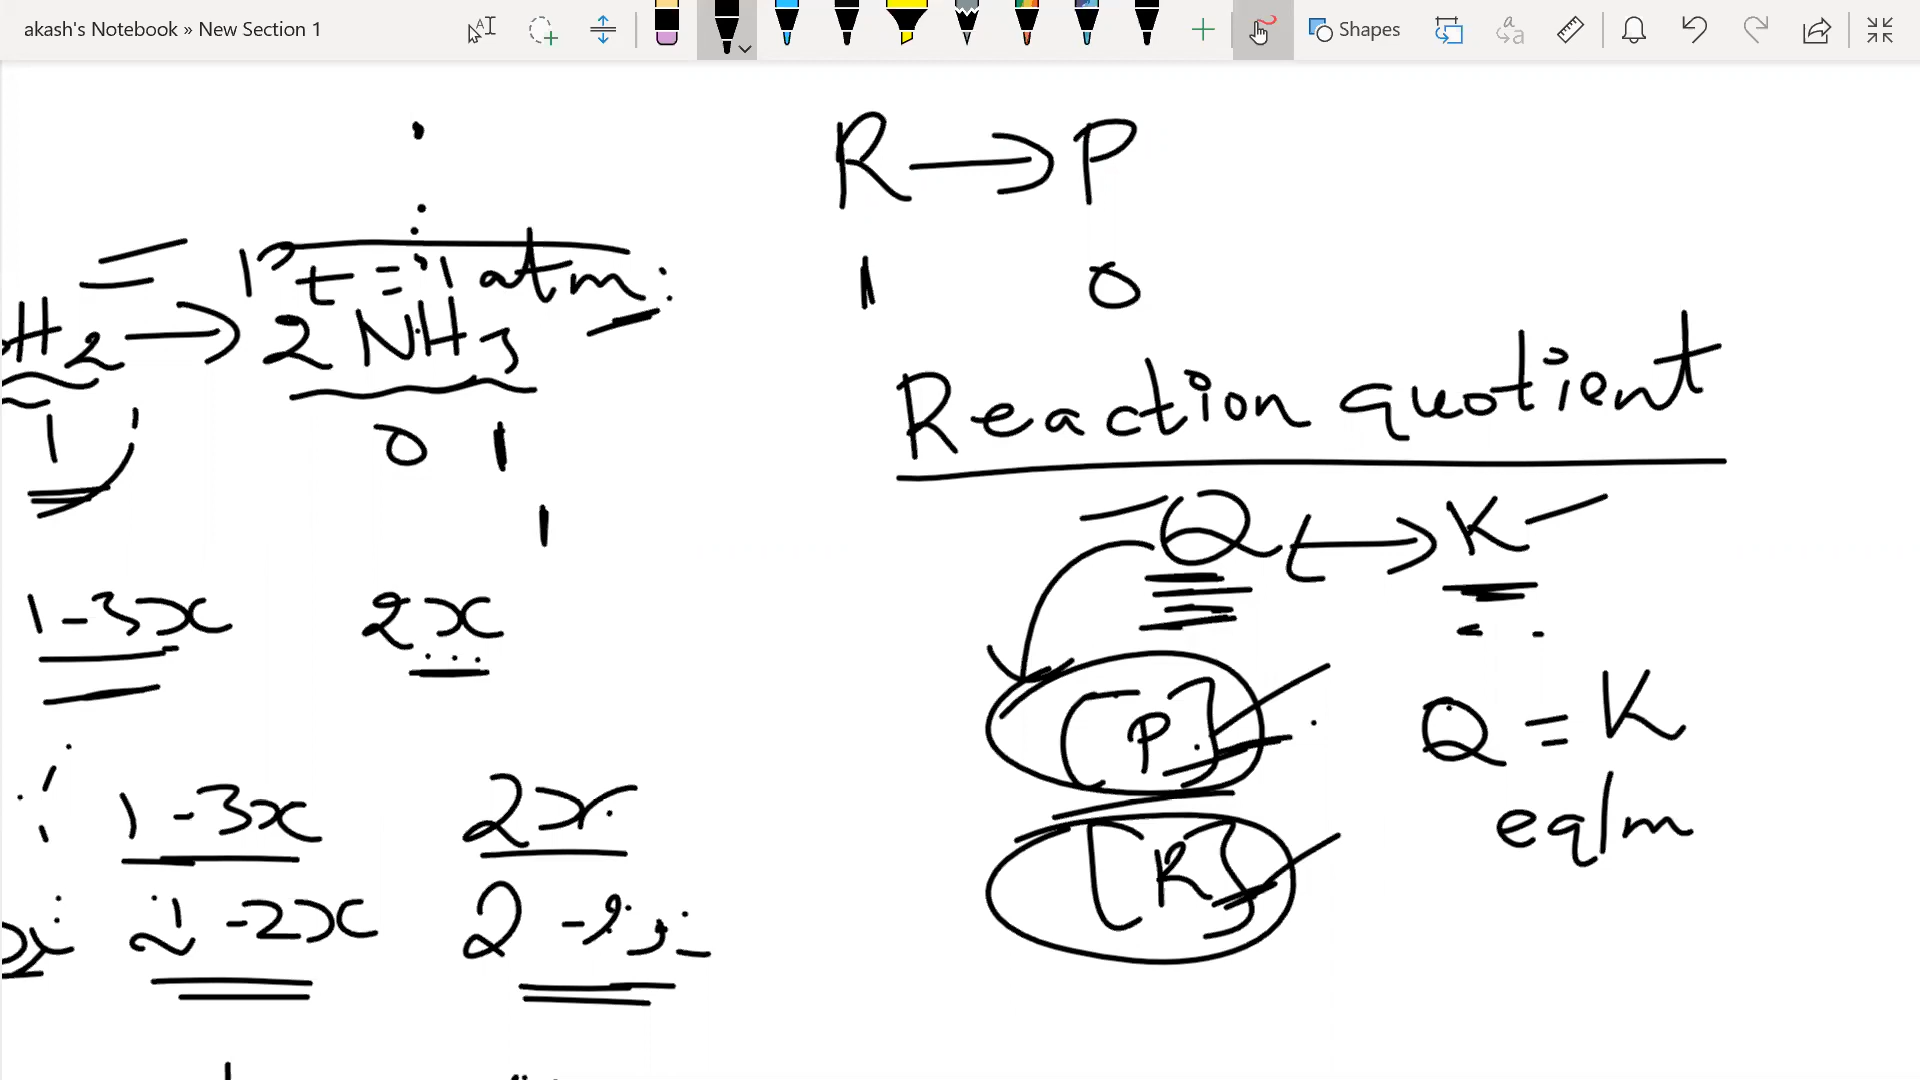 akash's Notebook » New Section 1
Shapes
= Pt = 1 atm
H2 → 2 NH3
1 0 1
1
1-3x 2x
1-3x 2x
-2x 2 -
R → P
1 0
Reaction quotient
Q → K
[P]
[R]
Q = K
eqlm